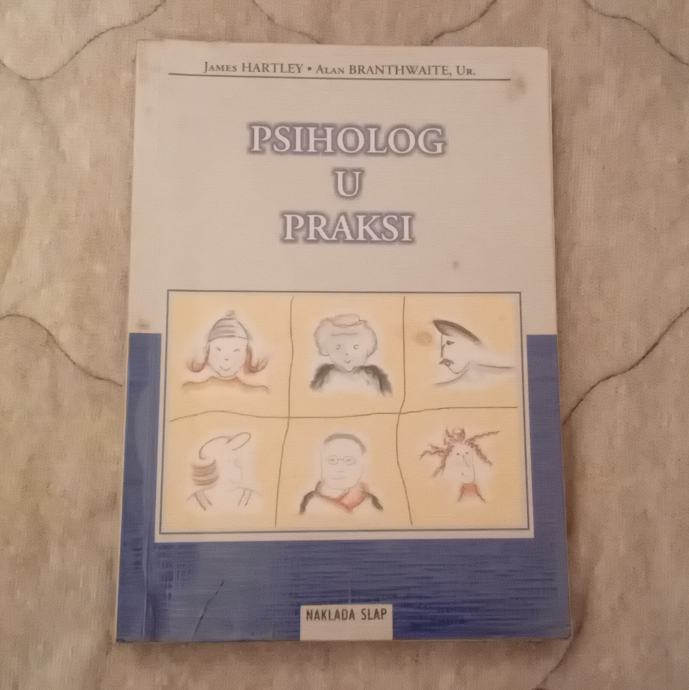 James HARTLEY • Alan BRANTHWAITE, Ur.
PSIHOLOG
U
PRAKSI
NAKLADA SLAP